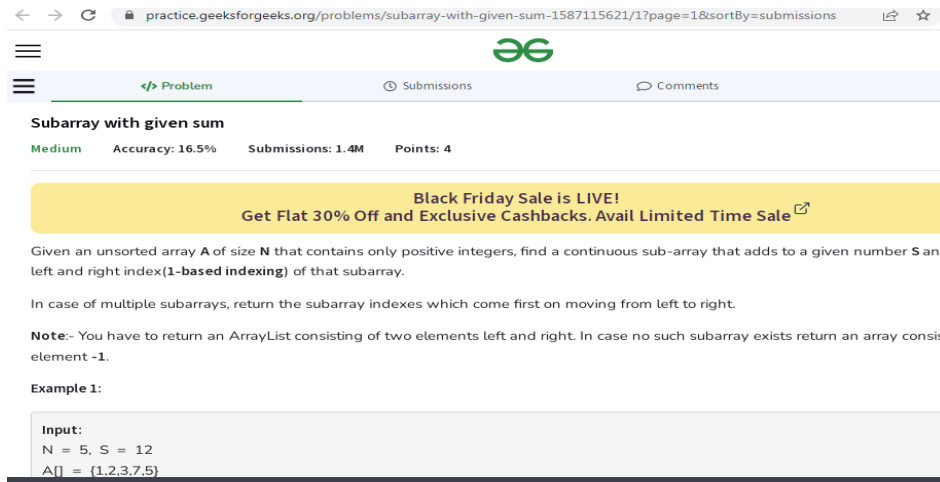 practice.geeksforgeeks.org/problems/subarray-with-given-sum-1587115621/1?page=1&sortBy=submissions
</> Problem Submissions Comments
Subarray with given sum
Medium Accuracy: 16.5% Submissions: 1.4M Points: 4
Black Friday Sale is LIVE!
Get Flat 30% Off and Exclusive Cashbacks. Avail Limited Time Sale
Given an unsorted array A of size N that contains only positive integers, find a continuous sub-array that adds to a given number S an
left and right index(1-based indexing) of that subarray.
In case of multiple subarrays, return the subarray indexes which come first on moving from left to right.
Note:- You have to return an ArrayList consisting of two elements left and right. In case no such subarray exists return an array consis
element -1.
Example 1:
Input:
N = 5, S = 12
A[] = {1,2,3,7,5}